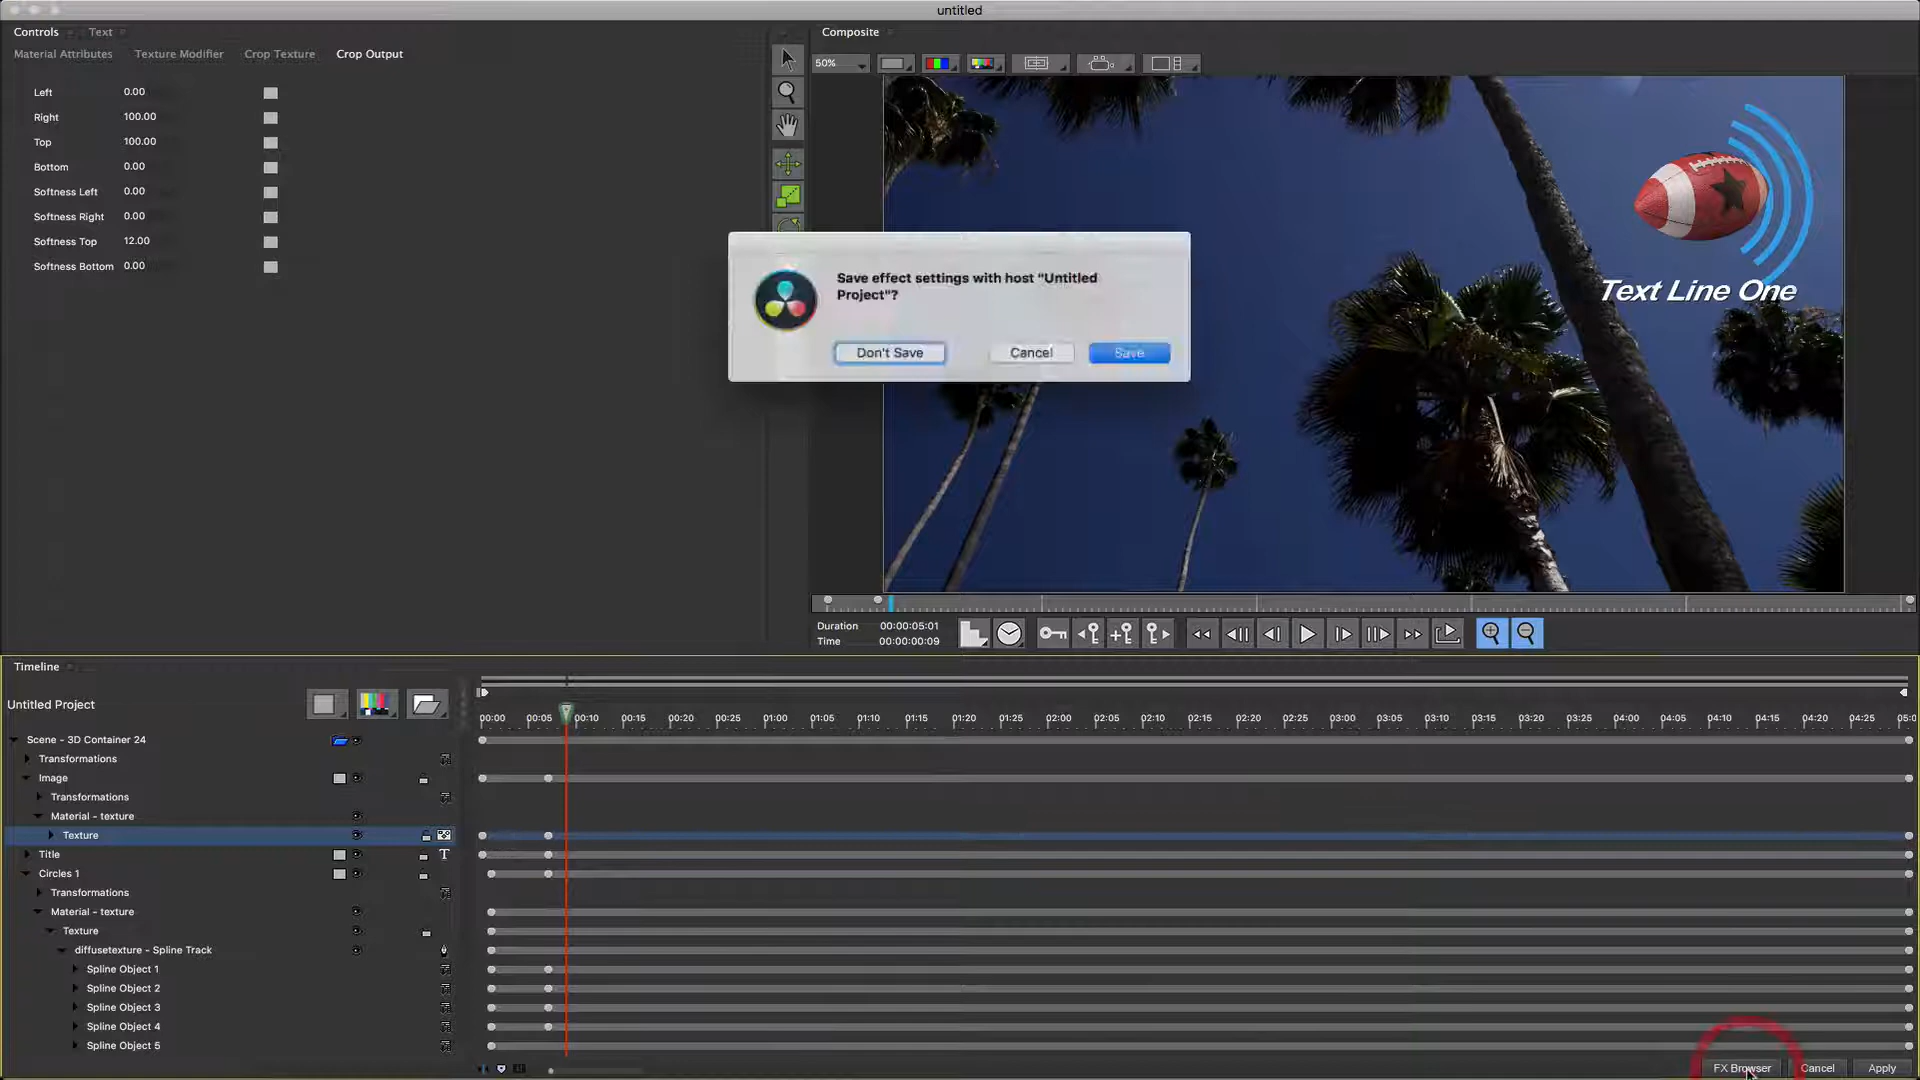 untitled
Controls
Text
Composite
Material Attributes
Texture Modifier
Crop Texture
Crop Output
50%
Left 0.00
Right 100.00
Top 100.00
Bottom 0.00
Softness Left 0.00
Softness Right 0.00
Softness Top 12.00
Softness Bottom 0.00
Save effect settings with host "Untitled
Project"?
Don't Save
Cancel
Save
Text Line One
Duration 00:00:05:01
Time 00:00:00:09
Timeline
Untitled Project
00:00 00:05 00:10 00:15 00:20 00:25 01:00 01:05 01:10 01:15 01:20 01:25 02:00 02:05 02:10 02:15 02:20 02:25 03:00 03:05 03:10 03:15 03:20 03:25 04:00 04:05 04:10 04:15 04:20 04:25 05:0
Scene - 3D Container 24
Transformations
Image
Transformations
Material - texture
Texture
Title T
Circles 1
Transformations
Material - texture
Texture
diffusetexture - Spline Track
Spline Object 1
Spline Object 2
Spline Object 3
Spline Object 4
Spline Object 5
FX Browser
Cancel
Apply